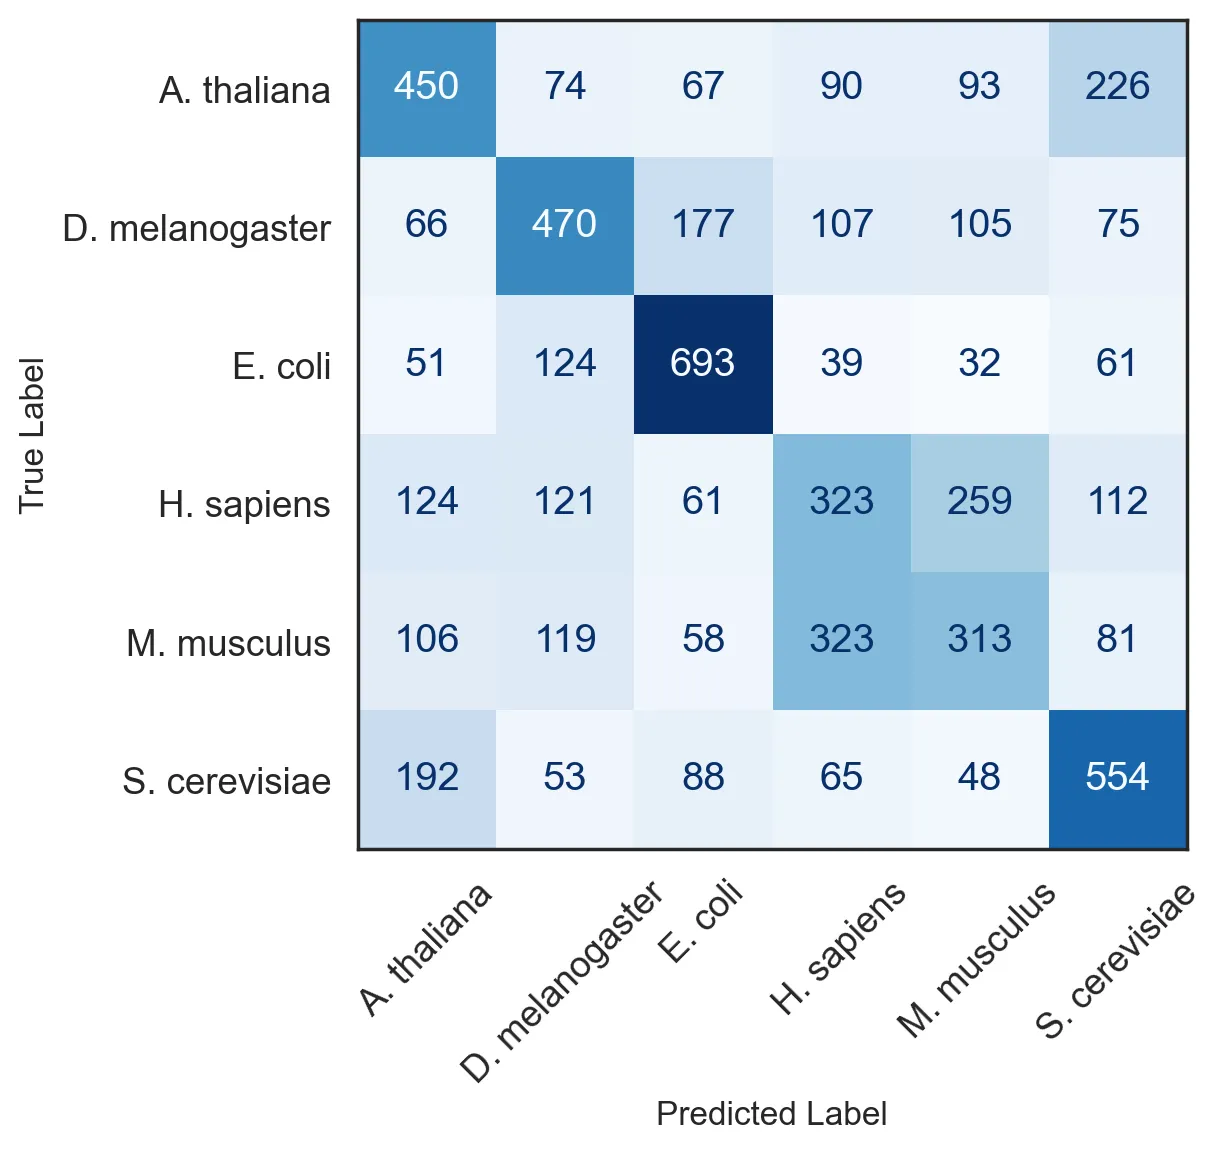 A. thaliana 450 74 67 90 93 226
D. melanogaster 66 470 177 107 105 75
E. coli 51 124 693 39 32 61
H. sapiens 124 121 61 323 259 112
M. musculus 106 119 58 323 313 81
S. cerevisiae 192 53 88 65 48 554
True Label
A. thaliana D. melanogaster E. coli H. sapiens M. musculus S. cerevisiae
Predicted Label